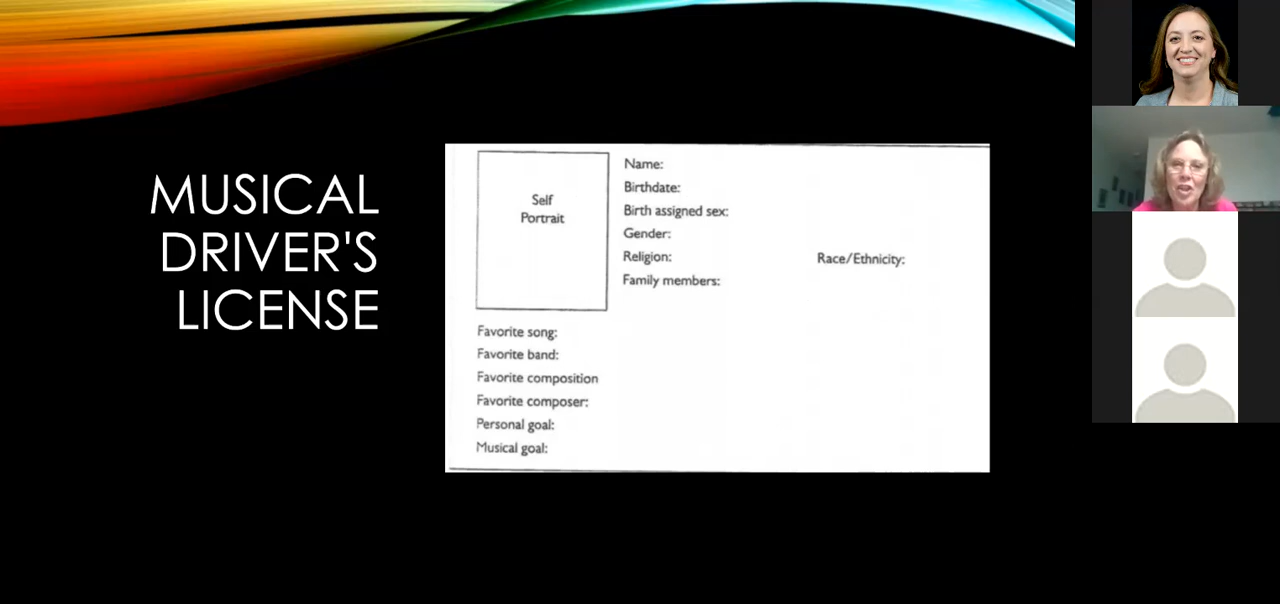 MUSICAL
DRIVER'S
LICENSE
Self
Portrait
Name:
Birthdate:
Birth assigned sex:
Gender:
Religion:
Race/Ethnicity:
Family members:
Favorite song:
Favorite band:
Favorite composition
Favorite composer:
Personal goal:
Musical goal: